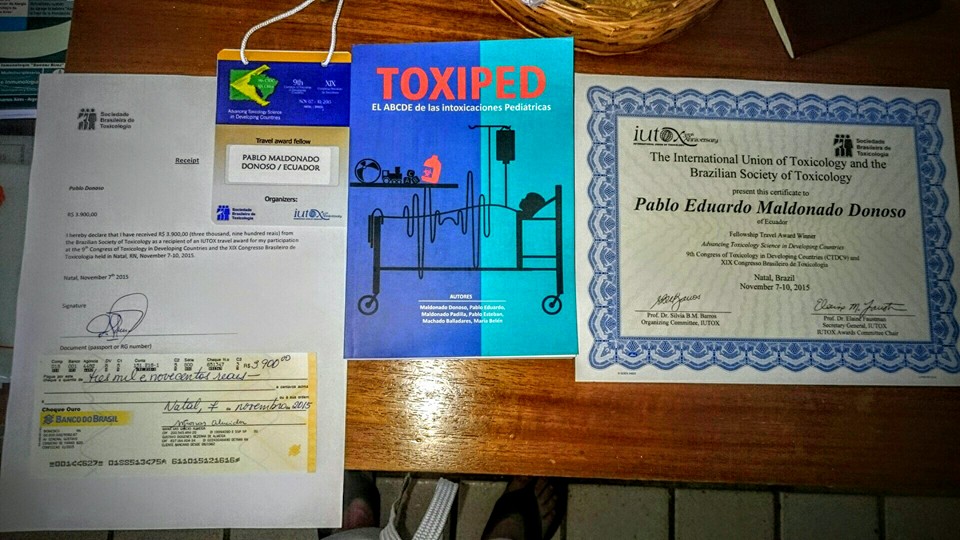 Sociedade
Brasileira de
Toxicologia
Receipt
Pablo Donoso
R$ 3.900,00
I hereby declare that I have received R$ 3.900,00 (three thousand, nine hundred reais) from
the Brazilian Society of Toxicology as a recipient of an IUTOX travel award for my participation
at the 9th Congress of Toxicology in Developing Countries and the XIX Congresso Brasileiro de
Toxicologia held in Natal, RN, November 7-10, 2015.
Natal, November 7th 2015
Signature
Document (passport or RG number)
R$ 3.900,00
três mil e novecentos reais
Natal, 7 novembro 2015
Cheque Ouro
BANCO DO BRASIL
9th
XIX
Advancing Toxicology Science
in Developing Countries
Travel award fellow
PABLO MALDONADO
DONOSO / ECUADOR
Organizers:
Sociedade
Brasileira de
Toxicologia
iutox
TOXIPED
EL ABCDE de las intoxicaciones Pediátricas
AUTORES
Maldonado Donoso, Pablo Eduardo,
Maldonado Padilla, Pablo Esteban,
Machado Balladares, María Belén
iutox Anniversary
INTERNATIONAL UNION OF TOXICOLOGY
Sociedade
Brasileira de
Toxicologia
The International Union of Toxicology and the
Brazilian Society of Toxicology
present this certificate to
Pablo Eduardo Maldonado Donoso
of Ecuador
Fellowship Travel Award Winner
Advancing Toxicology Science in Developing Countries
9th Congress of Toxicology in Developing Countries (CTDC9) and
XIX Congresso Brasileiro de Toxicologia
Natal, Brazil
November 7-10, 2015
Prof. Dr. Silvia B.M. Barros
Organizing Committee, IUTOX
Prof. Dr. Elaine Faustman
Secretary General, IUTOX
IUTOX Awards Committee Chair